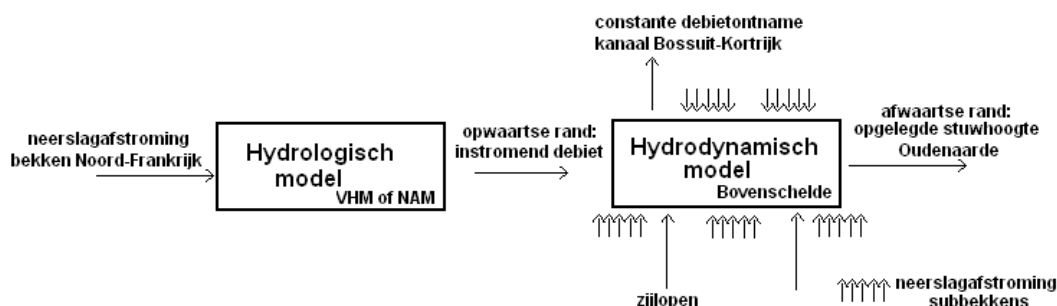 constante debietontname
kanaal Bossuit-Kortrijk
neerslagafstroming
bekken Noord-Frankrijk
Hydrologisch
model
VHM of NAM
opwaartse rand:
instromend debiet
Hydrodynamisch
model
Bovenschelde
afwaartse rand:
opgelegde stuwhoogte
Oudenaarde
zijlopen
neerslagafstroming
subbekkens